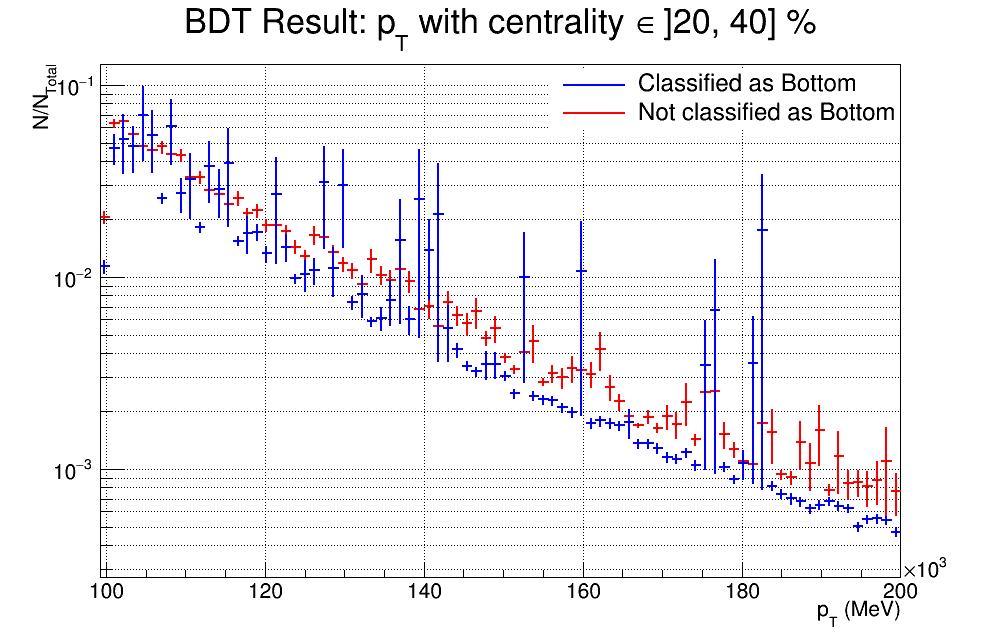 BDT Result: p_T with centrality ∈ ]20, 40] %
N/N_Total
Classified as Bottom
Not classified as Bottom
10^−1
10^−2
10^−3
100 120 140 160 180 200
×10^3
p_T (MeV)